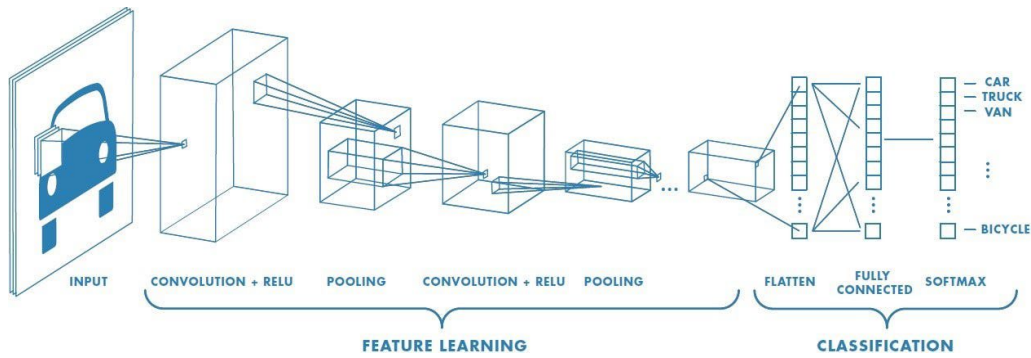 CAR
TRUCK
VAN
BICYCLE
INPUT
CONVOLUTION + RELU
POOLING
CONVOLUTION + RELU
POOLING
FLATTEN
FULLY
CONNECTED
SOFTMAX
FEATURE LEARNING
CLASSIFICATION